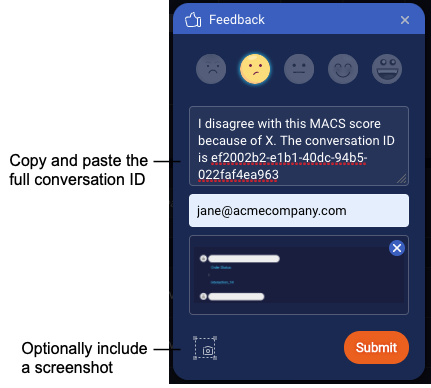 Feedback
I disagree with this MACS score
because of X. The conversation ID
is ef2002b2-e1b1-40dc-94b5-
022faf4ea963
Copy and paste the
full conversation ID
jane@acmecompany.com
Optionally include
a screenshot
Submit